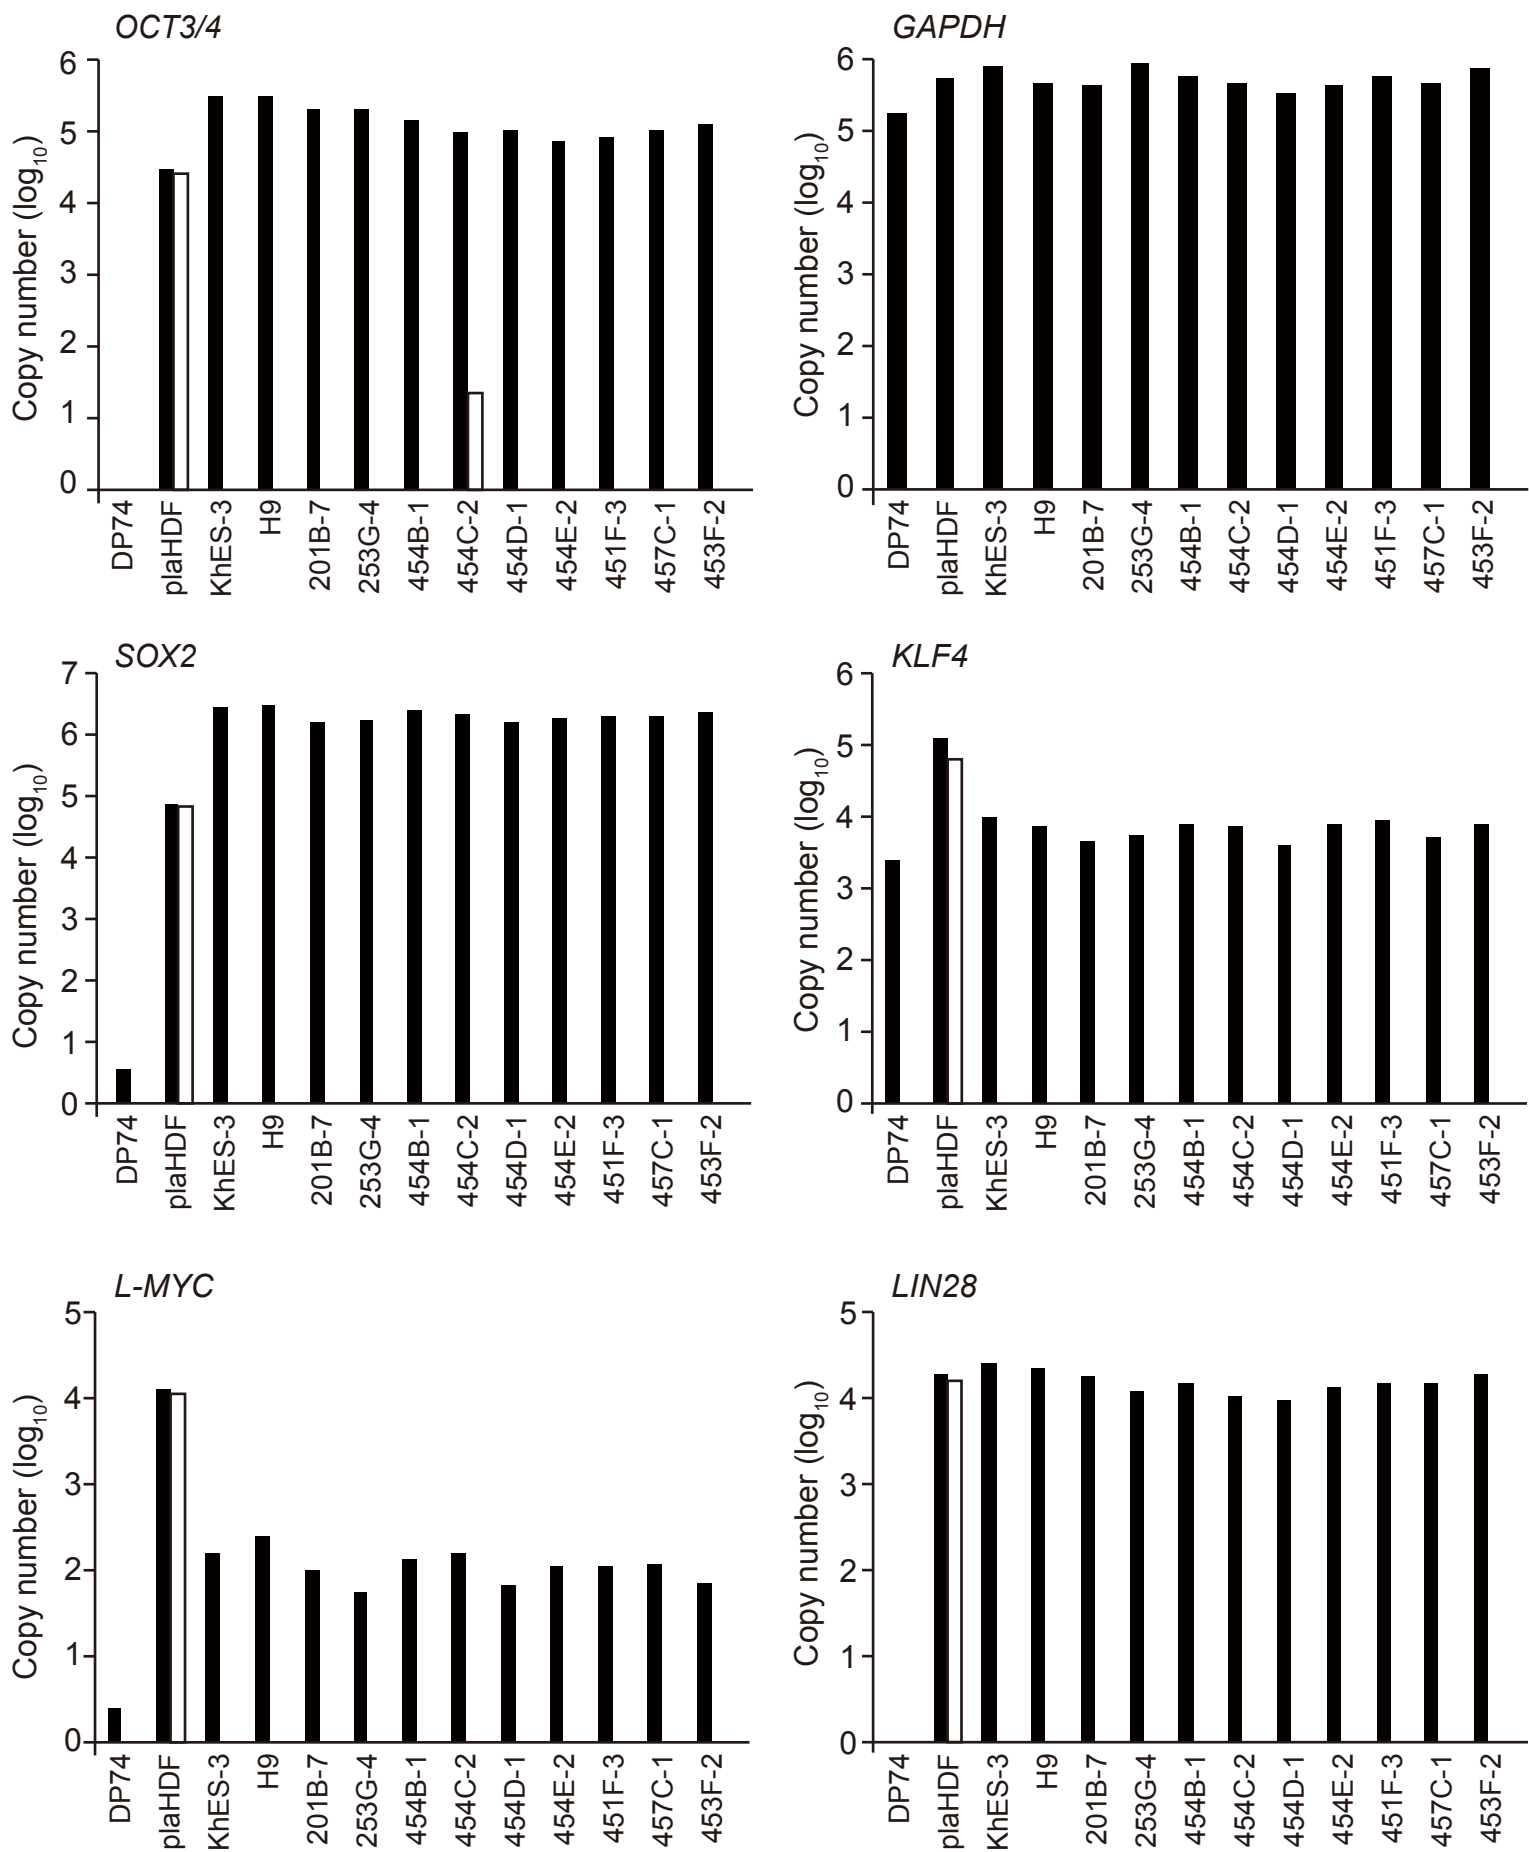 OCT3/4
Copy number (log10)
6
5
4
3
2
1
0
DP74
plaHDF
KhES-3
H9
201B-7
253G-4
454B-1
454C-2
454D-1
454E-2
451F-3
457C-1
453F-2
GAPDH
Copy number (log10)
6
5
4
3
2
1
0
DP74
plaHDF
KhES-3
H9
201B-7
253G-4
454B-1
454C-2
454D-1
454E-2
451F-3
457C-1
453F-2
SOX2
Copy number (log10)
7
6
5
4
3
2
1
0
DP74
plaHDF
KhES-3
H9
201B-7
253G-4
454B-1
454C-2
454D-1
454E-2
451F-3
457C-1
453F-2
KLF4
Copy number (log10)
6
5
4
3
2
1
0
DP74
plaHDF
KhES-3
H9
201B-7
253G-4
454B-1
454C-2
454D-1
454E-2
451F-3
457C-1
453F-2
L-MYC
Copy number (log10)
5
4
3
2
1
0
DP74
plaHDF
KhES-3
H9
201B-7
253G-4
454B-1
454C-2
454D-1
454E-2
451F-3
457C-1
453F-2
LIN28
Copy number (log10)
5
4
3
2
1
0
DP74
plaHDF
KhES-3
H9
201B-7
253G-4
454B-1
454C-2
454D-1
454E-2
451F-3
457C-1
453F-2